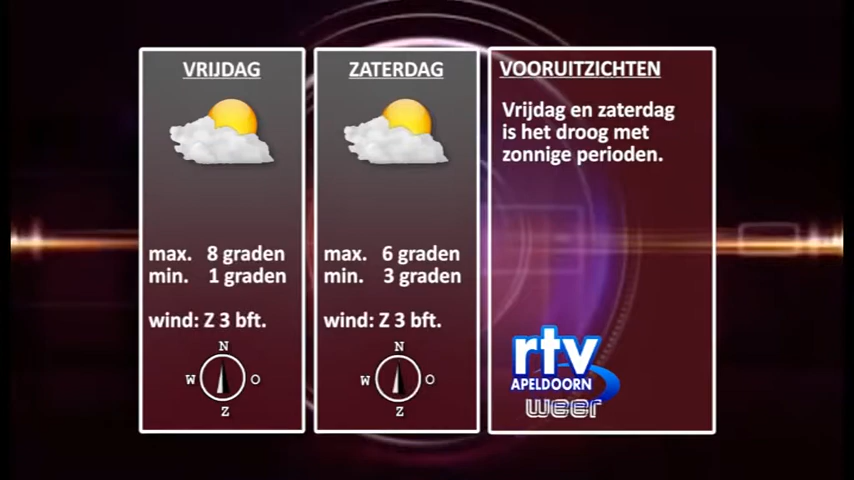 VRIJDAG
max. 8 graden
min. 1 graden
wind: Z 3 bft.
N
W O
Z
ZATERDAG
max. 6 graden
min. 3 graden
wind: Z 3 bft.
N
W O
Z
VOORUITZICHTEN
Vrijdag en zaterdag
is het droog met
zonnige perioden.
rtv
APELDOORN
weer